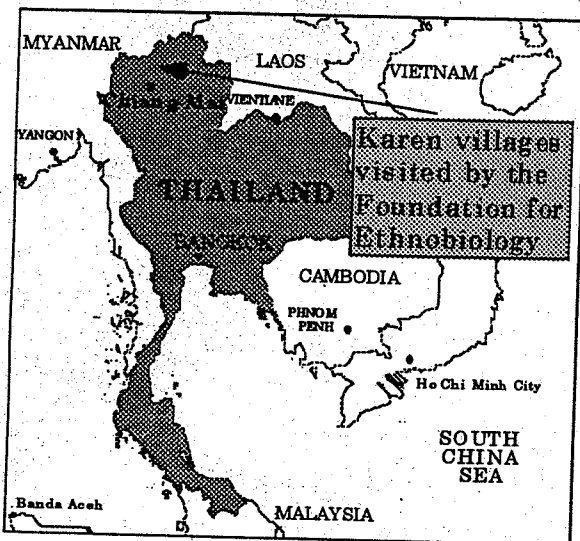 MYANMAR
LAOS
VIETNAM
Chiang Mai
VIENTIANE
YANGON
Karen villages
visited by the
Foundation for
Ethnobiology
THAILAND
BANGKOK
CAMBODIA
PHNOM
PENH
Ho Chi Minh City
SOUTH
CHINA
SEA
Banda Aceh
MALAYSIA